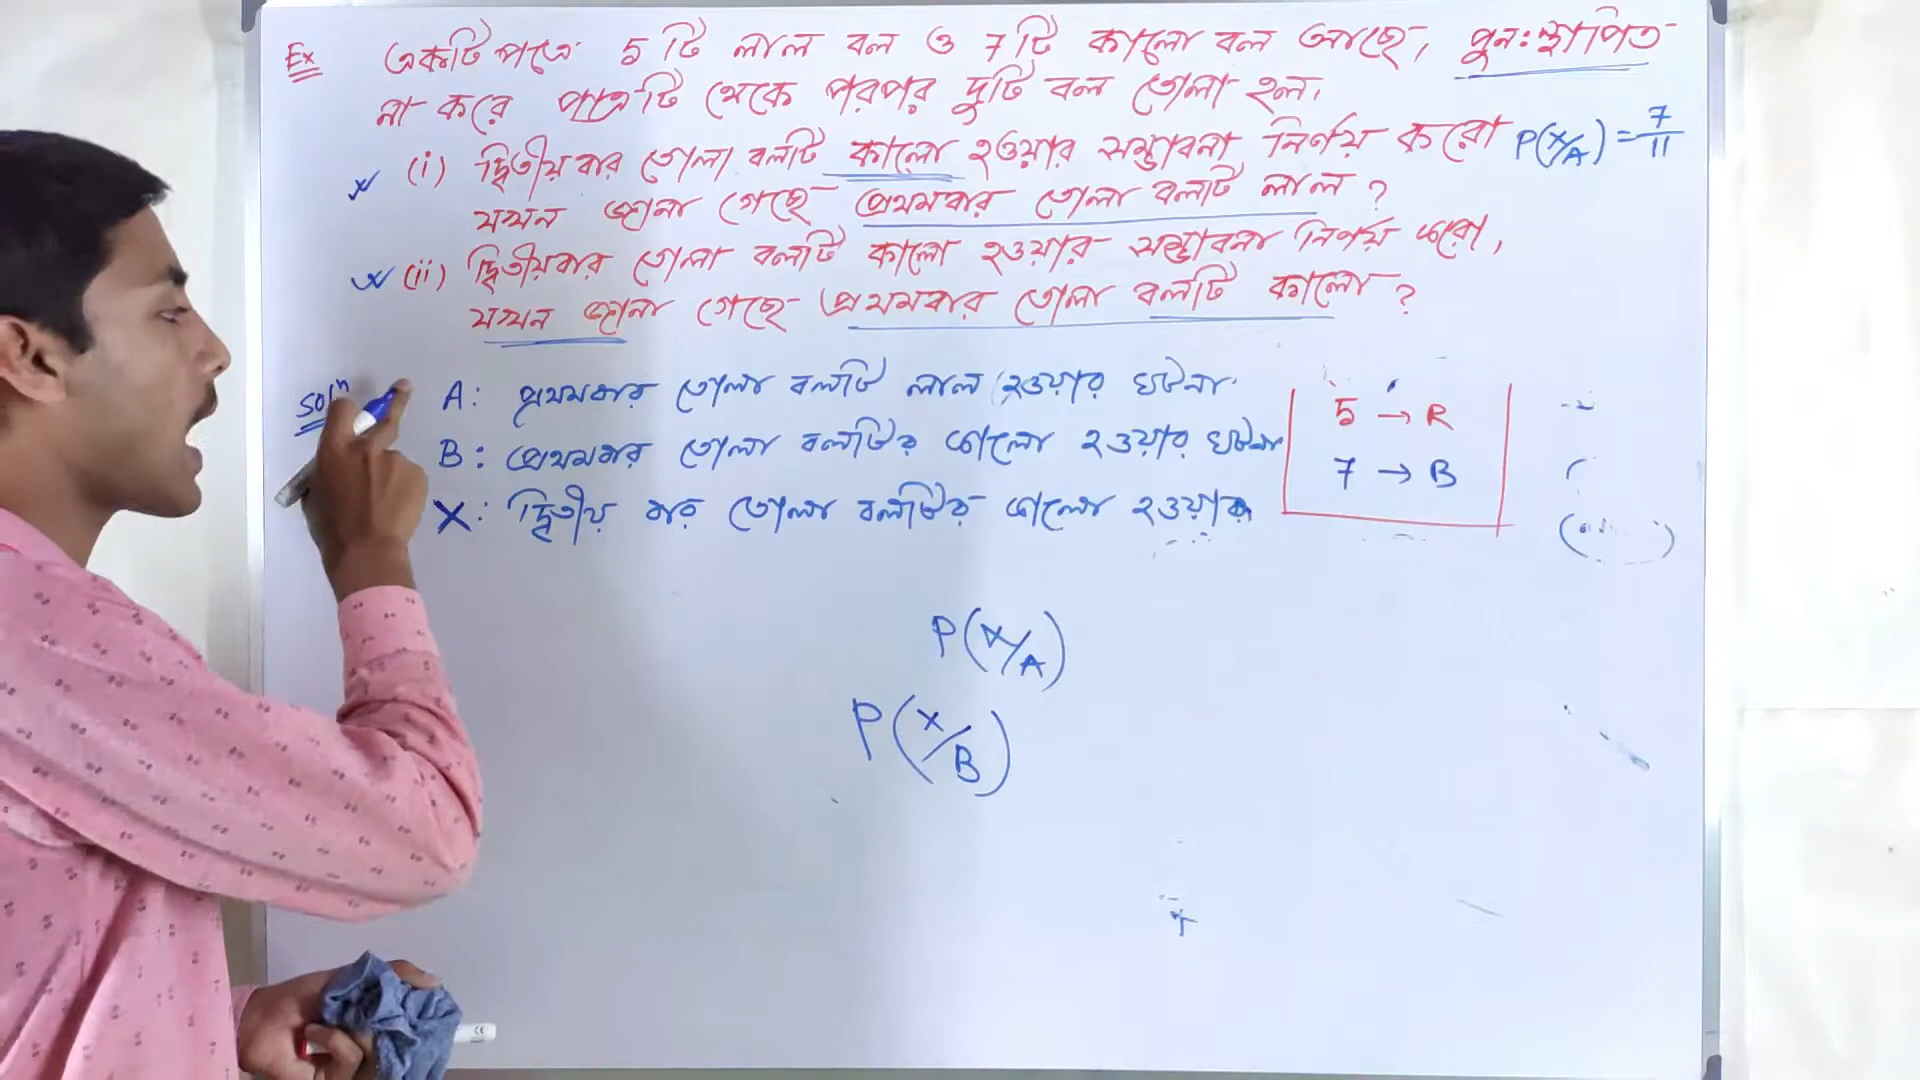 Ex একটি পাত্রে 5 টি লাল বল ও 7 টি কালো বল আছে, পুনঃস্থাপিত
না করে পাত্রটি থেকে পরপর দুটি বল তোলা হল।
(i) দ্বিতীয়বার তোলা বলটি কালো হওয়ার সম্ভাবনা নির্ণয় করো P(X/A) = 7/11
যখন জানা গেছে প্রথমবার তোলা বলটি লাল ?
(ii) দ্বিতীয়বার তোলা বলটি কালো হওয়ার সম্ভাবনা নির্ণয় করো,
যখন জানা গেছে প্রথমবার তোলা বলটি কালো ?
Solⁿ A: প্রথমবার তোলা বলটি লাল হওয়ার ঘটনা
B: প্রথমবার তোলা বলটির কালো হওয়ার ঘটনা
X: দ্বিতীয় বার তোলা বলটির কালো হওয়ার
5 → R
7 → B
P(X/A)
P(X/B)